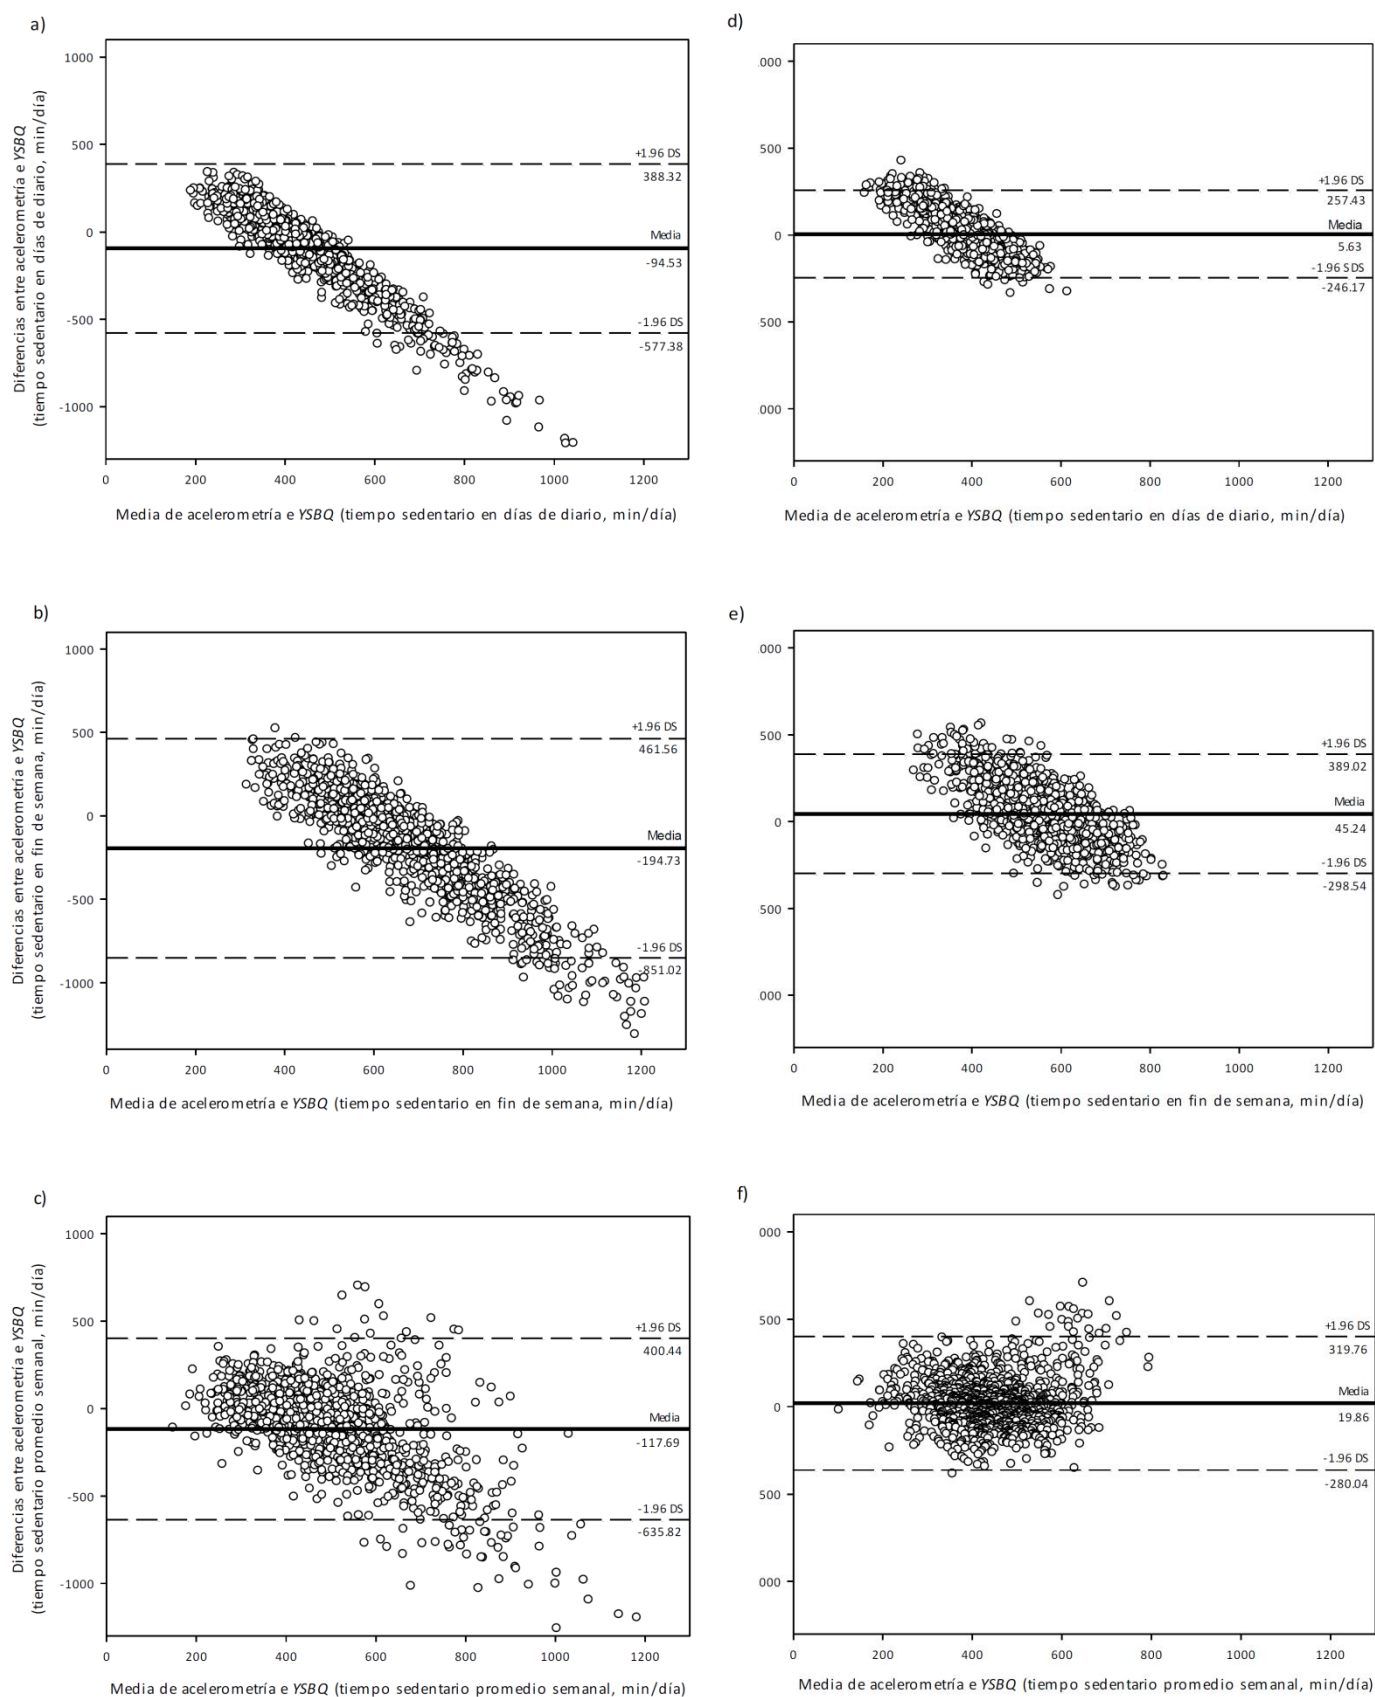 a)
Diferencias entre acelerometría e YSBQ
(tiempo sedentario en días de diario, min/día)
1000
500
0
-500
-1000
+1.96 DS
388.32
Media
-94.53
-1.96 DS
-577.38
0
200
400
600
800
1000
1200
Media de acelerometría e YSBQ (tiempo sedentario en días de diario, min/día)
d)
000
500
0
500
000
+1.96 DS
257.43
Media
5.63
-1.96 SDS
-246.17
0
200
400
600
800
1000
1200
Media de acelerometría e YSBQ (tiempo sedentario en días de diario, min/día)
b)
Diferencias entre acelerometría e YSBQ
(tiempo sedentario en fin de semana, min/día)
1000
500
0
-500
-1000
+1.96 DS
461.56
Media
-194.73
-1.96 DS
-851.02
0
200
400
600
800
1000
1200
Media de acelerometría e YSBQ (tiempo sedentario en fin de semana, min/día)
e)
000
500
0
500
000
+1.96 DS
389.02
Media
45.24
-1.96 DS
-298.54
0
200
400
600
800
1000
1200
Media de acelerometría e YSBQ (tiempo sedentario en fin de semana, min/día)
c)
Diferencias entre acelerometría e YSBQ
(tiempo sedentario promedio semanal, min/día)
1000
500
0
-500
-1000
+1.96 DS
400.44
Media
-117.69
-1.96 DS
-635.82
0
200
400
600
800
1000
1200
Media de acelerometría e YSBQ (tiempo sedentario promedio semanal, min/día)
f)
000
500
0
500
000
+1.96 DS
319.76
Media
19.86
-1.96 DS
-280.04
0
200
400
600
800
1000
1200
Media de acelerometría e YSBQ (tiempo sedentario promedio semanal, min/día)